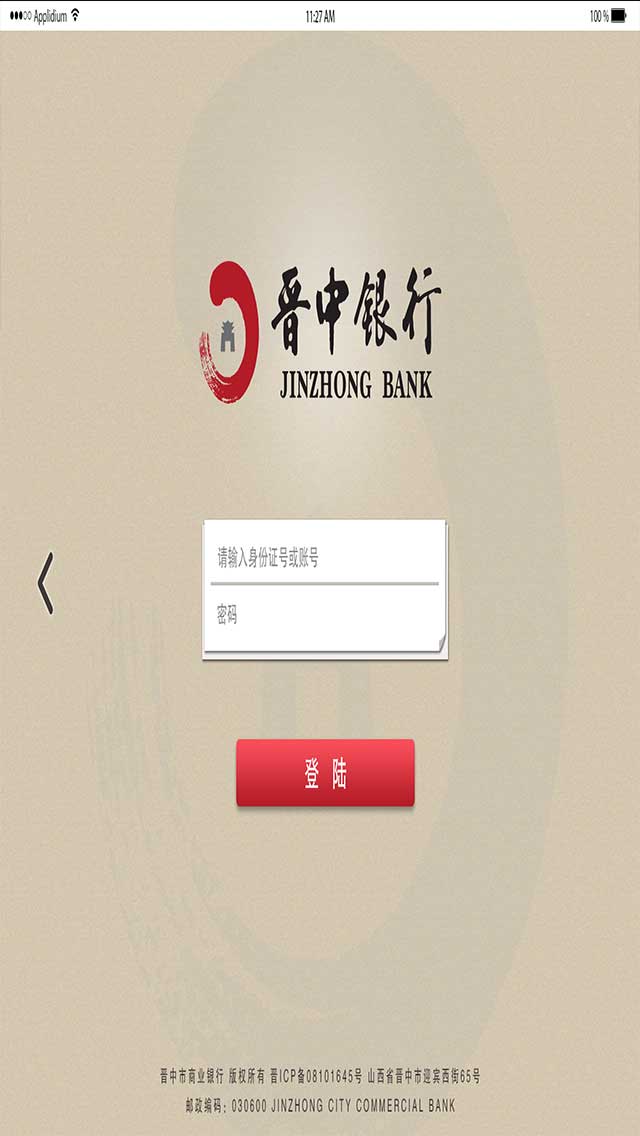 Applidium 11:27 AM 100 %
晋中银行
JINZHONG BANK
请输入身份证号或账号
密码
登 陆
晋中市商业银行 版权所有 晋ICP备08101645号 山西省晋中市迎宾西街65号
邮政编码：030600 JINZHONG CITY COMMERCIAL BANK